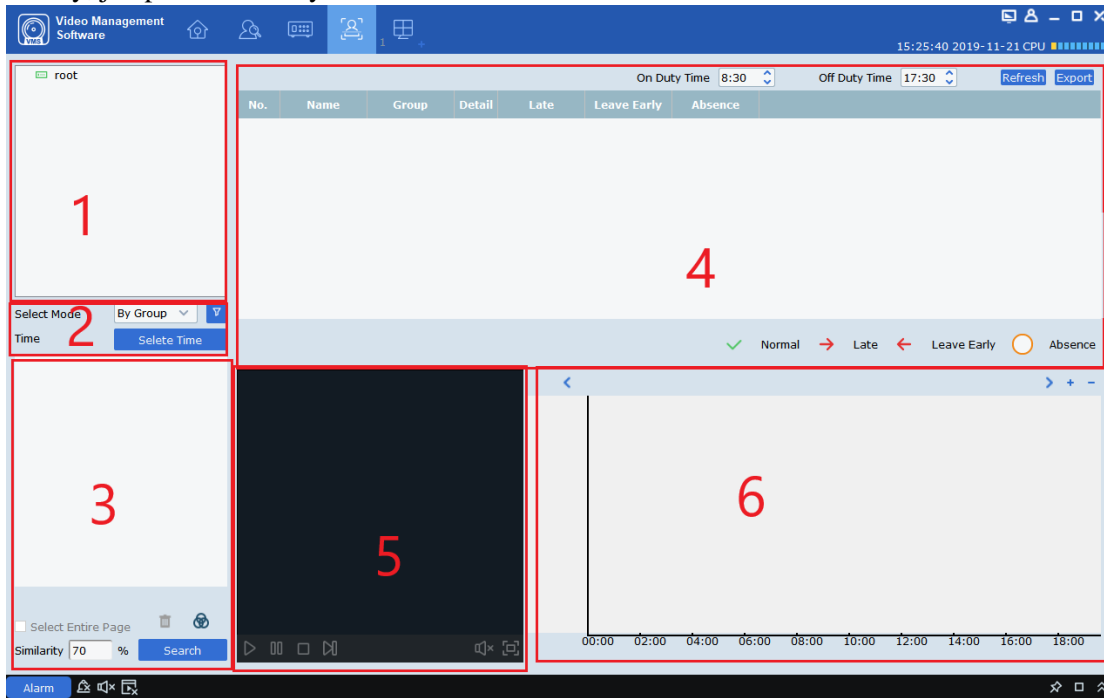 Video Management
Software
VMS
1
15:25:40 2019-11-21 CPU
root
On Duty Time 8:30 Off Duty Time 17:30 Refresh Export
No. Name Group Detail Late Leave Early Absence
1
4
Select Mode By Group
2
Time Selete Time
Normal Late Leave Early Absence
3
5
6
Select Entire Page
Similarity 70 % Search
00:00 02:00 04:00 06:00 08:00 10:00 12:00 14:00 16:00 18:00
Alarm